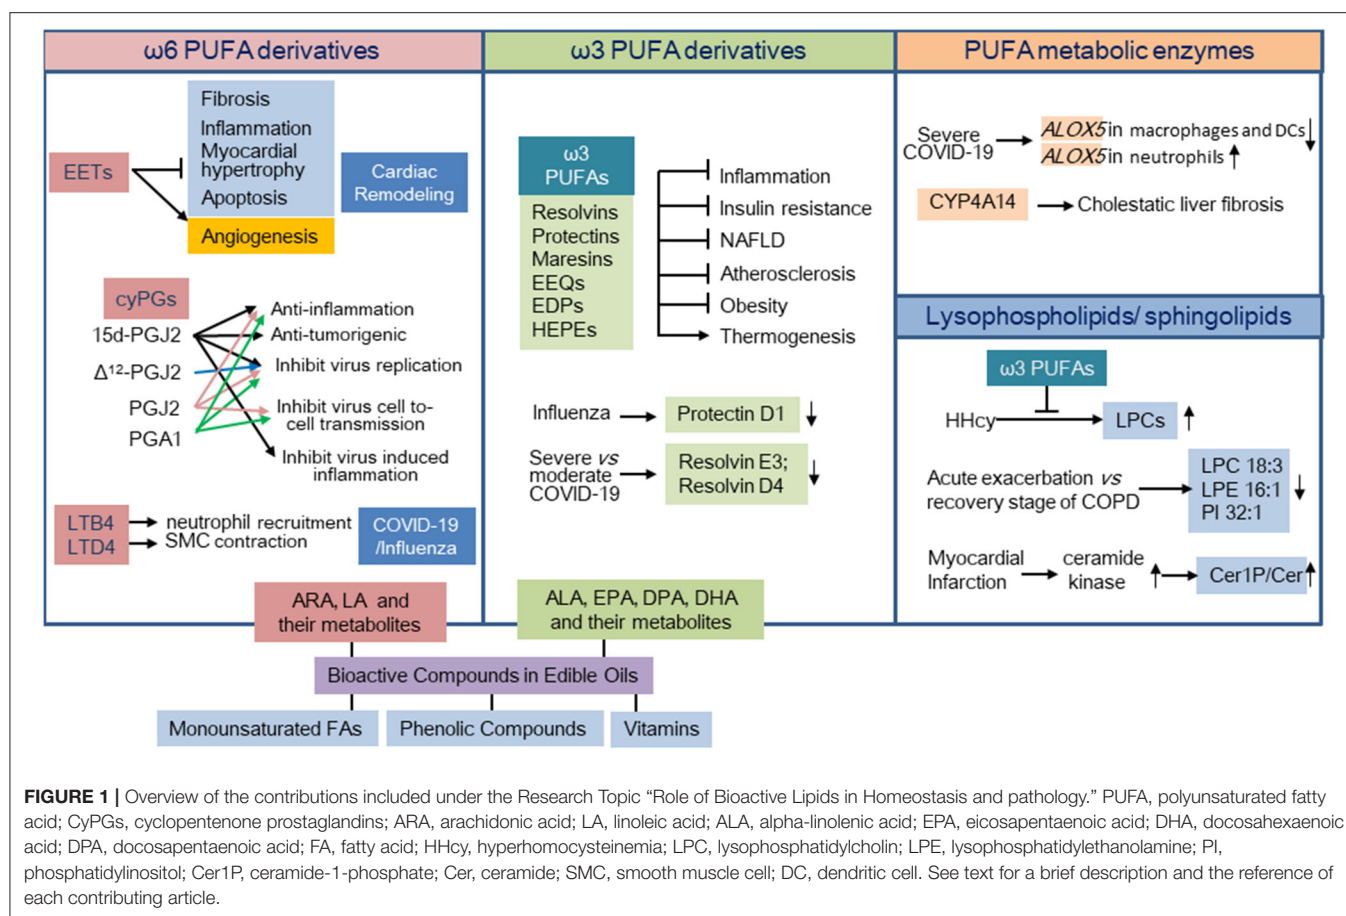 ω6 PUFA derivatives
Fibrosis
Inflammation
Myocardial
hypertrophy
Apoptosis
Angiogenesis
EETs
Cardiac
Remodeling
cyPGs
15d-PGJ2
Δ¹²-PGJ2
PGJ2
PGA1
Anti-inflammation
Anti-tumorigenic
Inhibit virus replication
Inhibit virus cell to-
cell transmission
Inhibit virus induced
inflammation
LTB4
LTD4
neutrophil recruitment
SMC contraction
COVID-19
/Influenza
ω3 PUFA derivatives
ω3
PUFAs
Resolvins
Protectins
Maresins
EEQs
EDPs
HEPEs
Inflammation
Insulin resistance
NAFLD
Atherosclerosis
Obesity
Thermogenesis
Influenza
Protectin D1
Severe vs
moderate
COVID-19
Resolvin E3;
Resolvin D4
PUFA metabolic enzymes
Severe
COVID-19
ALOX5 in macrophages and DCs
ALOX5 in neutrophils
CYP4A14
Cholestatic liver fibrosis
Lysophospholipids/ sphingolipids
ω3 PUFAs
HHcy
LPCs
Acute exacerbation vs
recovery stage of COPD
LPC 18:3
LPE 16:1
PI 32:1
Myocardial
Infarction
ceramide
kinase
Cer1P/Cer
ARA, LA and
their metabolites
ALA, EPA, DPA, DHA
and their metabolites
Bioactive Compounds in Edible Oils
Monounsaturated FAs
Phenolic Compounds
Vitamins
FIGURE 1 | Overview of the contributions included under the Research Topic “Role of Bioactive Lipids in Homeostasis and pathology.” PUFA, polyunsaturated fatty
acid; CyPGs, cyclopentenone prostaglandins; ARA, arachidonic acid; LA, linoleic acid; ALA, alpha-linolenic acid; EPA, eicosapentaenoic acid; DHA, docosahexaenoic
acid; DPA, docosapentaenoic acid; FA, fatty acid; HHcy, hyperhomocysteinemia; LPC, lysophosphatidylcholin; LPE, lysophosphatidylethanolamine; PI,
phosphatidylinositol; Cer1P, ceramide-1-phosphate; Cer, ceramide; SMC, smooth muscle cell; DC, dendritic cell. See text for a brief description and the reference of
each contributing article.